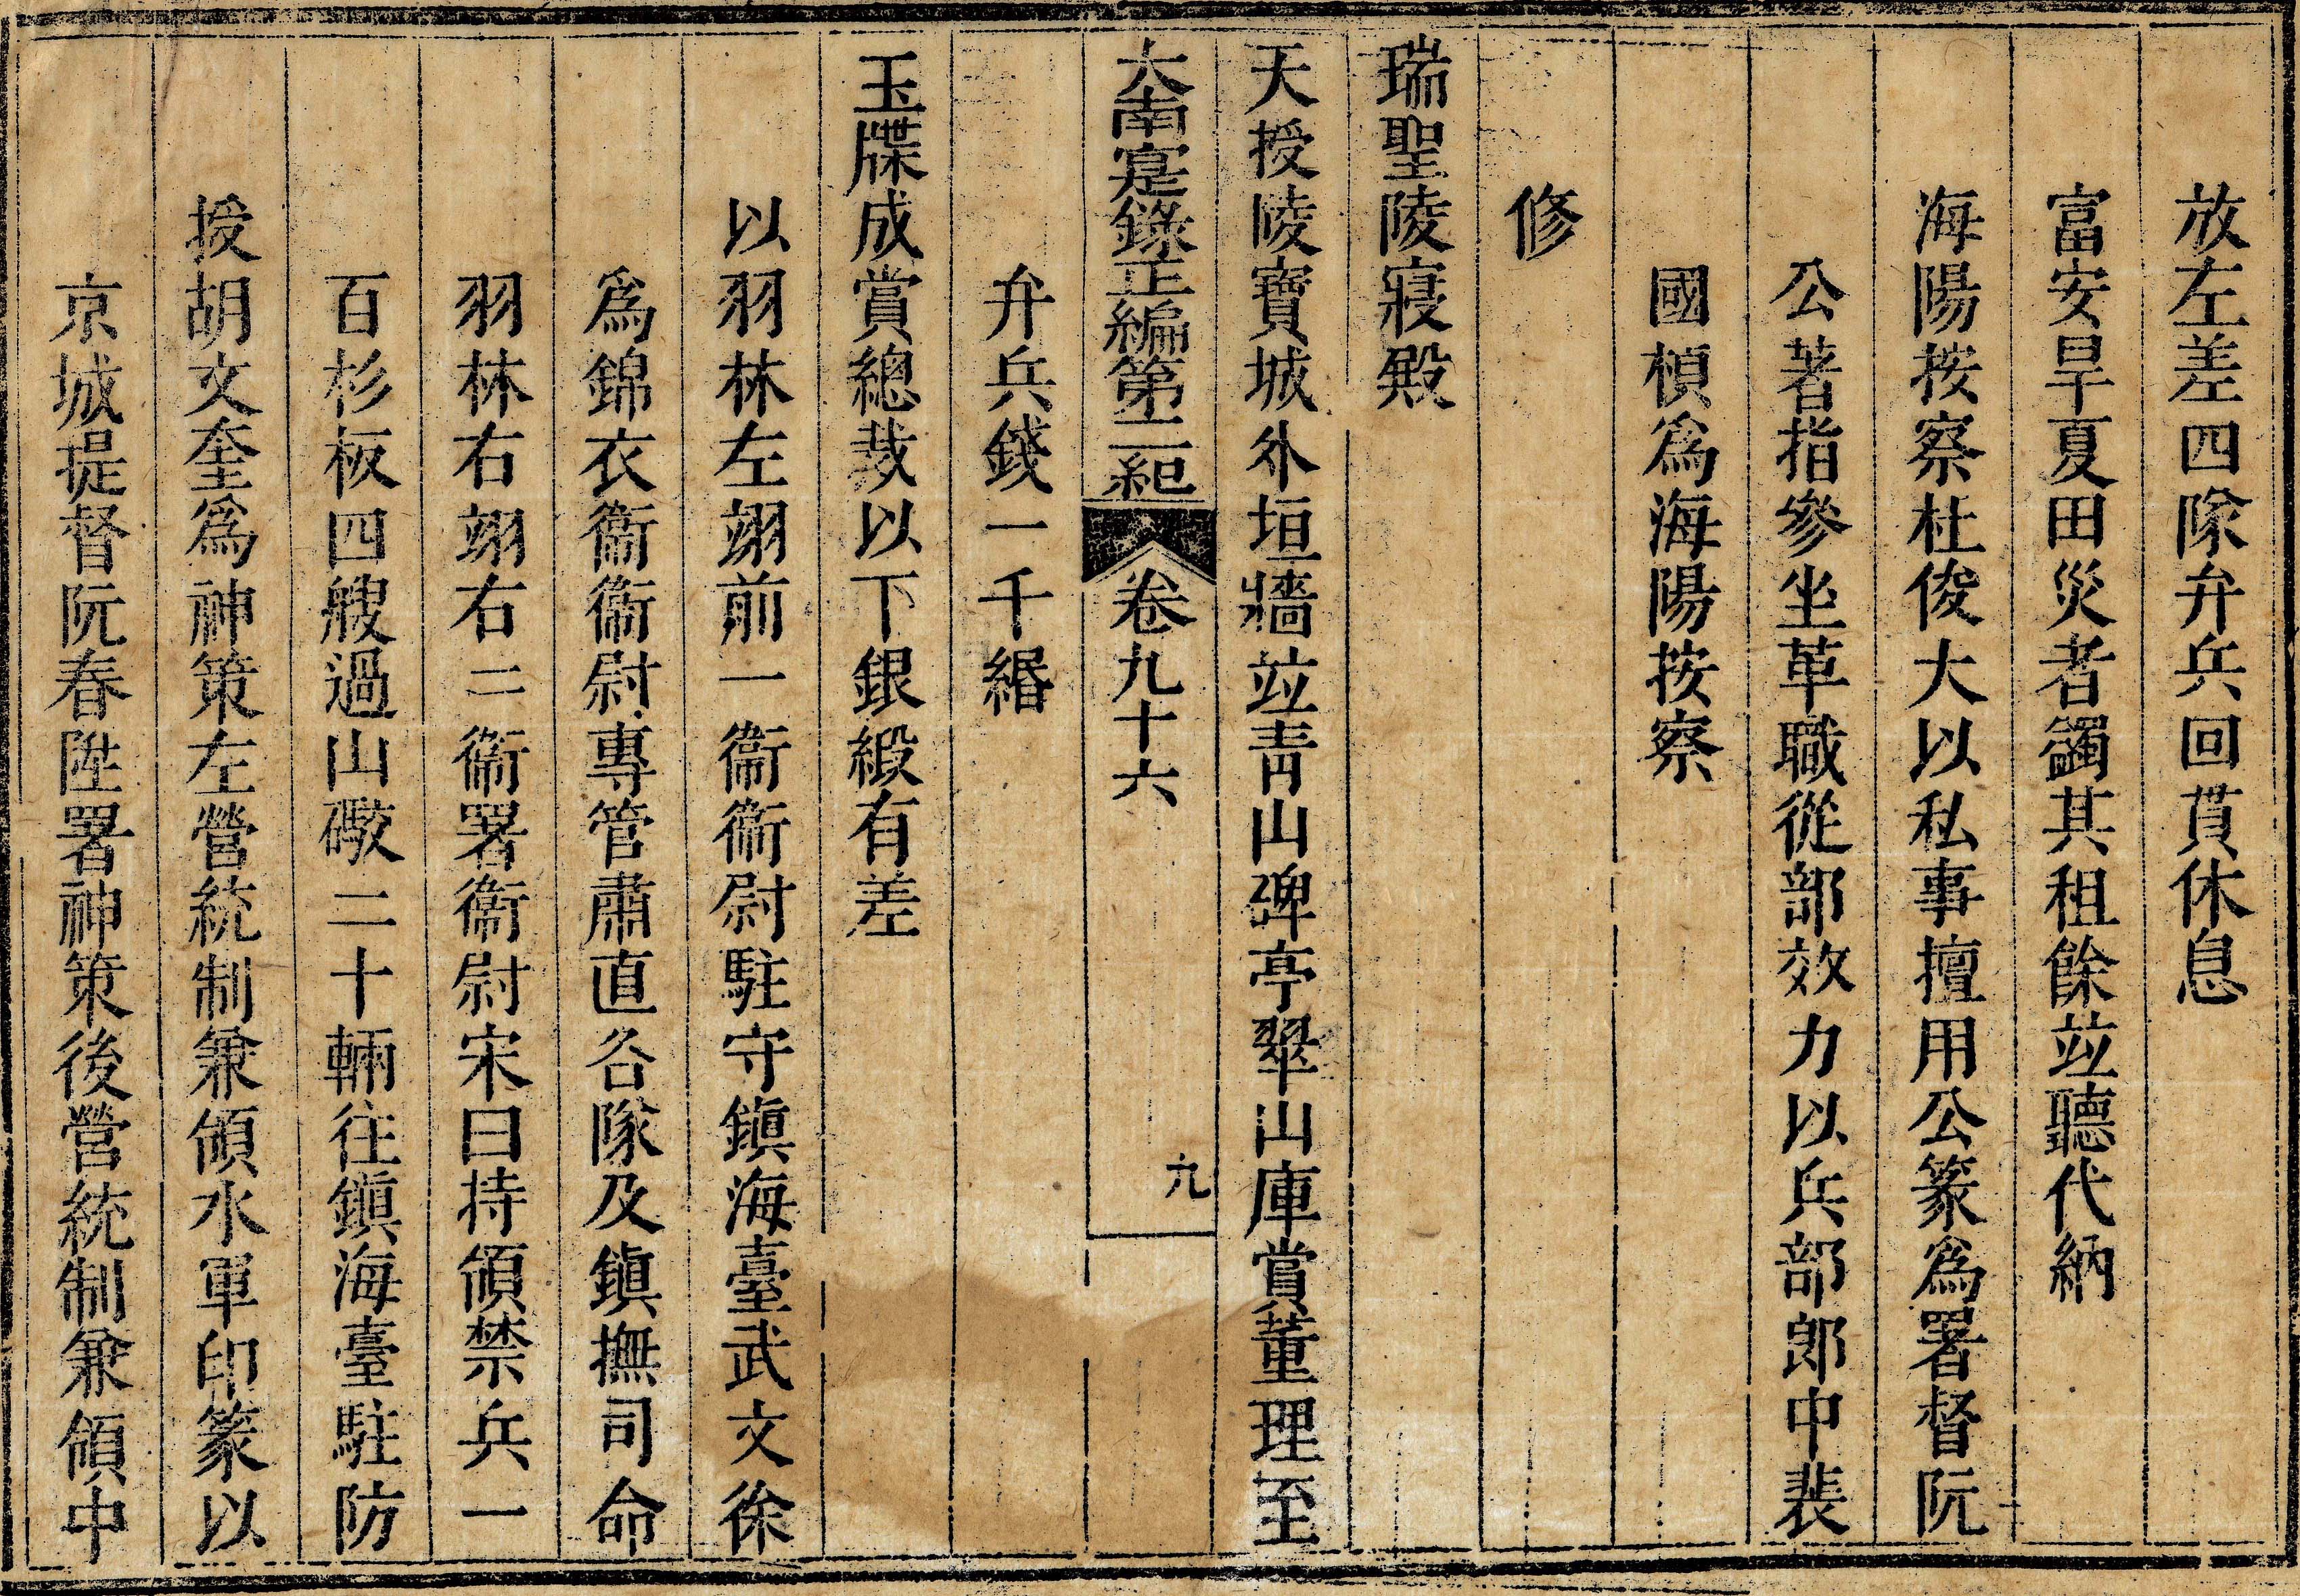 放左差四隊弁兵回貫休息
富安旱夏田災者蠲其租餘並聽代納
海陽按察杜俊大以私事擅用公篆爲署督阮
公著指參坐革職從部效力以兵部郎中裴
國楨爲海陽按察
修
瑞聖陵寢殿
天授陵寶城外垣牆並青山碑亭翠山庫賞董理至
大南寔錄正編第二紀 卷九十六 九
弁兵錢一千緡
玉牒成賞總裁以下銀緞有差
以羽林左翊前一衞衞尉駐守鎭海臺武文徐
爲錦衣衞衞尉專管肅直各隊及鎭撫司命
羽林右翊右二衞署衞尉宋曰持領禁兵一
百杉板四艘過山礮二十輛往鎭海臺駐防
授胡文奎爲神策左營統制兼領水軍印篆以
京城提督阮春陞署神策後營統制兼領中